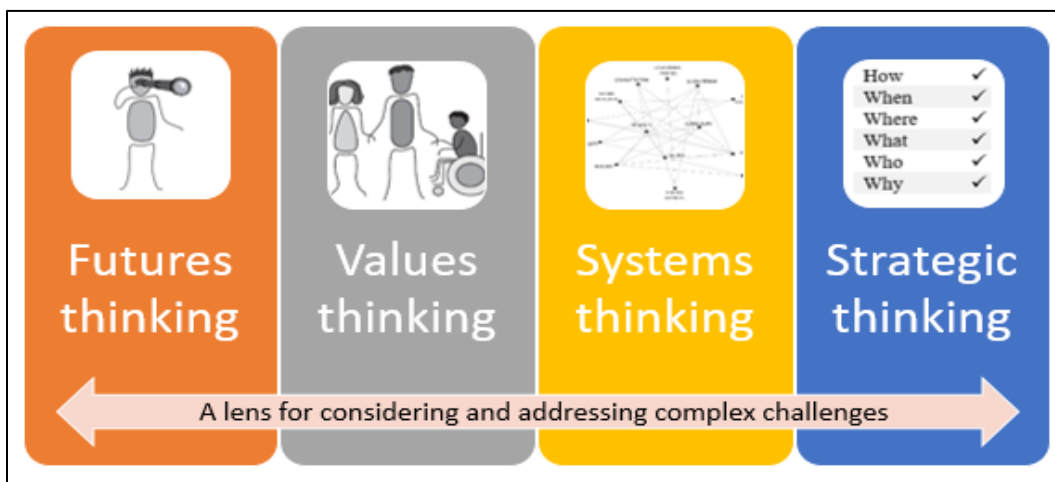 How ✓
When ✓
Where ✓
What ✓
Who ✓
Why ✓
Futures
thinking
Values
thinking
Systems
thinking
Strategic
thinking
A lens for considering and addressing complex challenges